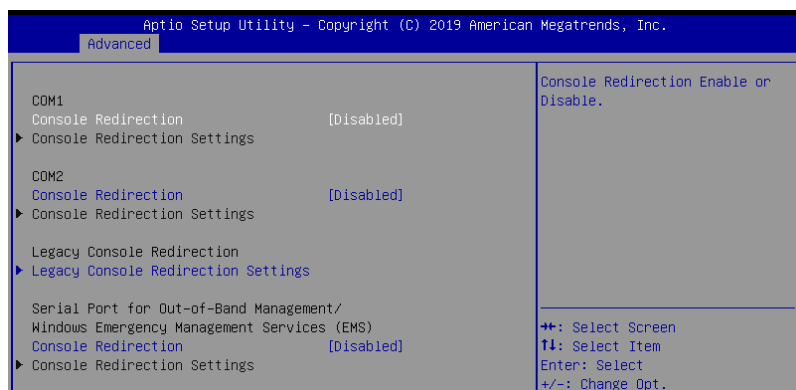 Aptio Setup Utility – Copyright (C) 2019 American Megatrends, Inc.
Advanced
COM1
Console Redirection [Disabled]
Console Redirection Settings
COM2
Console Redirection [Disabled]
Console Redirection Settings
Legacy Console Redirection
Legacy Console Redirection Settings
Serial Port for Out-of-Band Management/
Windows Emergency Management Services (EMS)
Console Redirection [Disabled]
Console Redirection Settings
Console Redirection Enable or
Disable.
→←: Select Screen
↑↓: Select Item
Enter: Select
+/-: Change Opt.